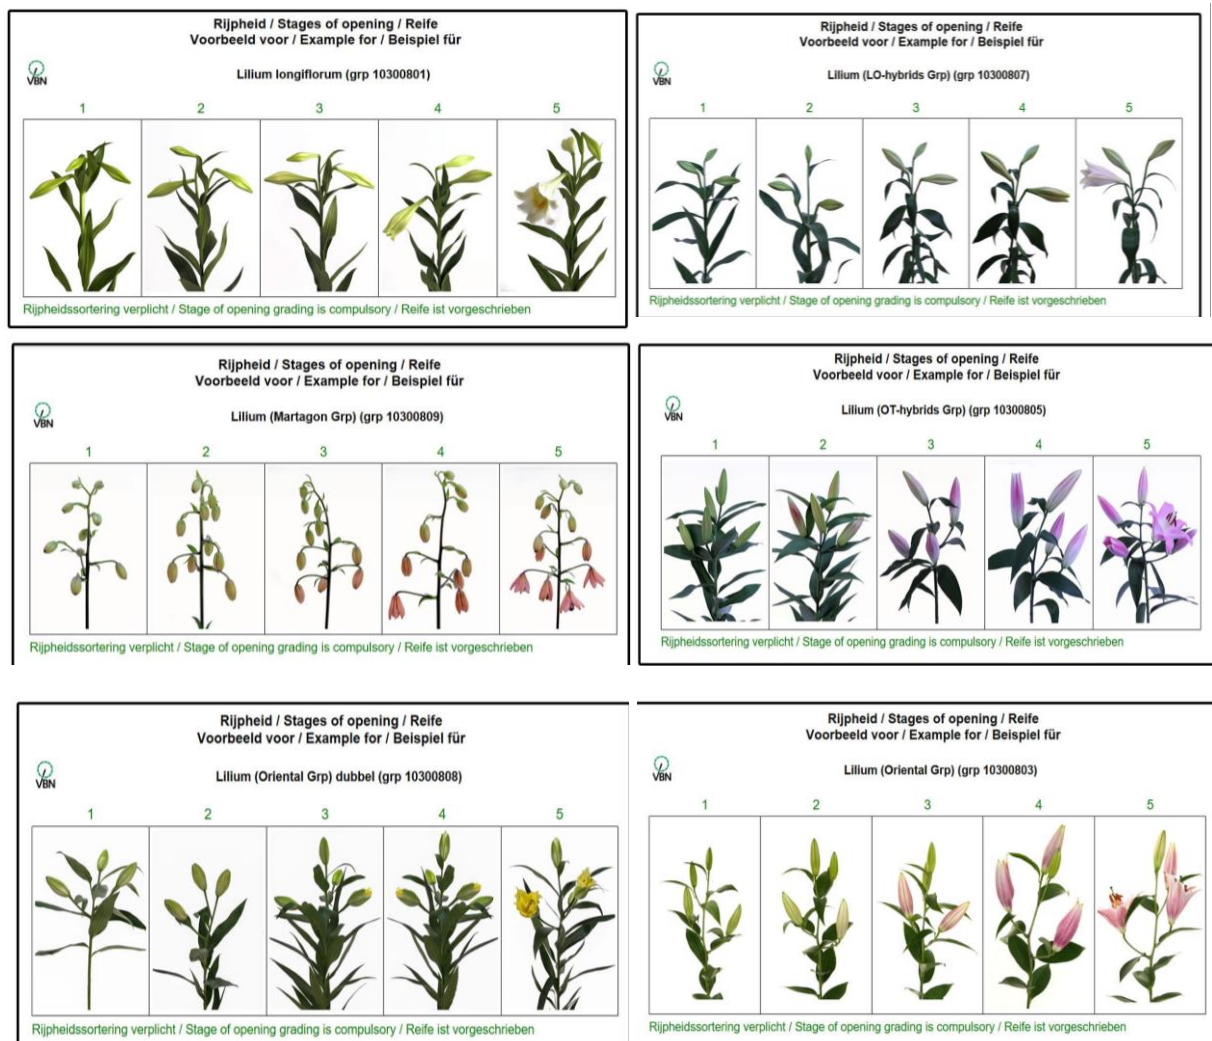 Rijpheid / Stages of opening / Reife
Voorbeeld voor / Example for / Beispiel für
VBN
Lilium longiflorum (grp 10300801)
1 2 3 4 5
Rijpheidssortering verplicht / Stage of opening grading is compulsory / Reife ist vorgeschrieben
Rijpheid / Stages of opening / Reife
Voorbeeld voor / Example for / Beispiel für
VBN
Lilium (LO-hybrids Grp) (grp 10300807)
1 2 3 4 5
Rijpheidssortering verplicht / Stage of opening grading is compulsory / Reife ist vorgeschrieben
Rijpheid / Stages of opening / Reife
Voorbeeld voor / Example for / Beispiel für
VBN
Lilium (Martagon Grp) (grp 10300809)
1 2 3 4 5
Rijpheidssortering verplicht / Stage of opening grading is compulsory / Reife ist vorgeschrieben
Rijpheid / Stages of opening / Reife
Voorbeeld voor / Example for / Beispiel für
VBN
Lilium (OT-hybrids Grp) (grp 10300805)
1 2 3 4 5
Rijpheidssortering verplicht / Stage of opening grading is compulsory / Reife ist vorgeschrieben
Rijpheid / Stages of opening / Reife
Voorbeeld voor / Example for / Beispiel für
VBN
Lilium (Oriental Grp) dubbel (grp 10300808)
1 2 3 4 5
Rijpheidssortering verplicht / Stage of opening grading is compulsory / Reife ist vorgeschrieben
Rijpheid / Stages of opening / Reife
Voorbeeld voor / Example for / Beispiel für
VBN
Lilium (Oriental Grp) (grp 10300803)
1 2 3 4 5
Rijpheidssortering verplicht / Stage of opening grading is compulsory / Reife ist vorgeschrieben